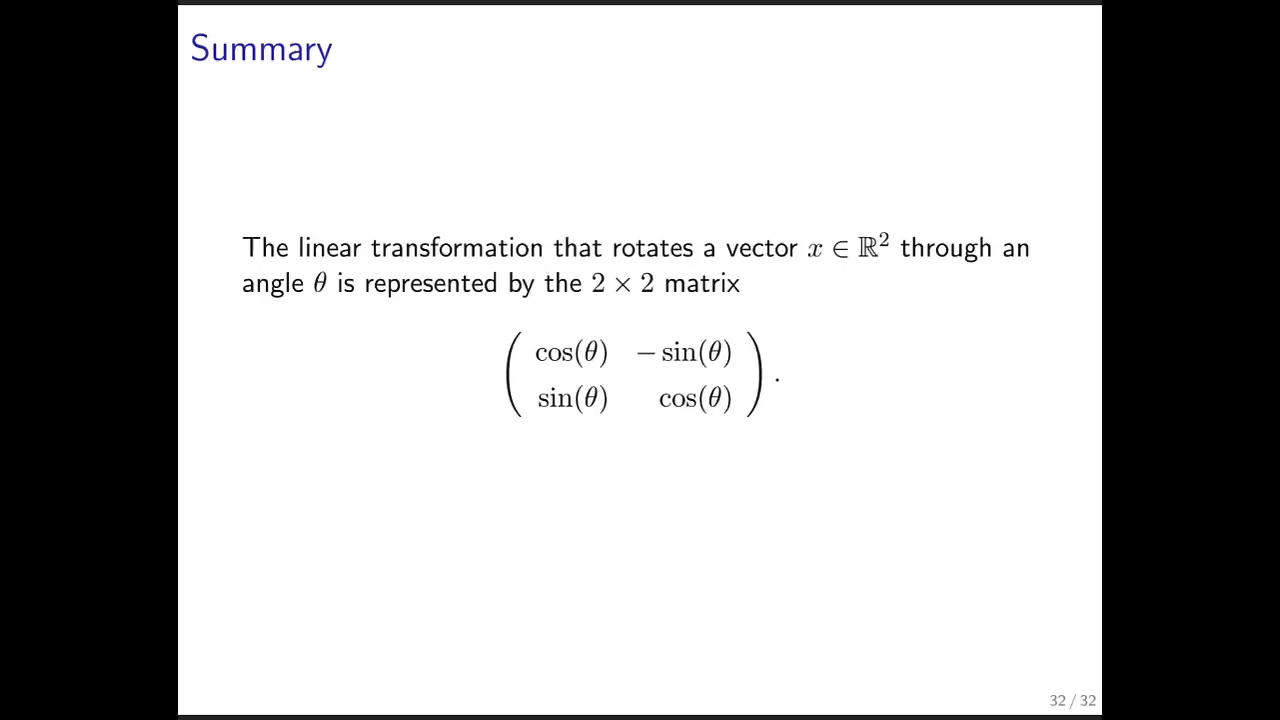 Summary
The linear transformation that rotates a vector x ∈ ℝ² through an
angle θ is represented by the 2 × 2 matrix
( cos(θ) − sin(θ)
sin(θ) cos(θ) ) .
32 / 32